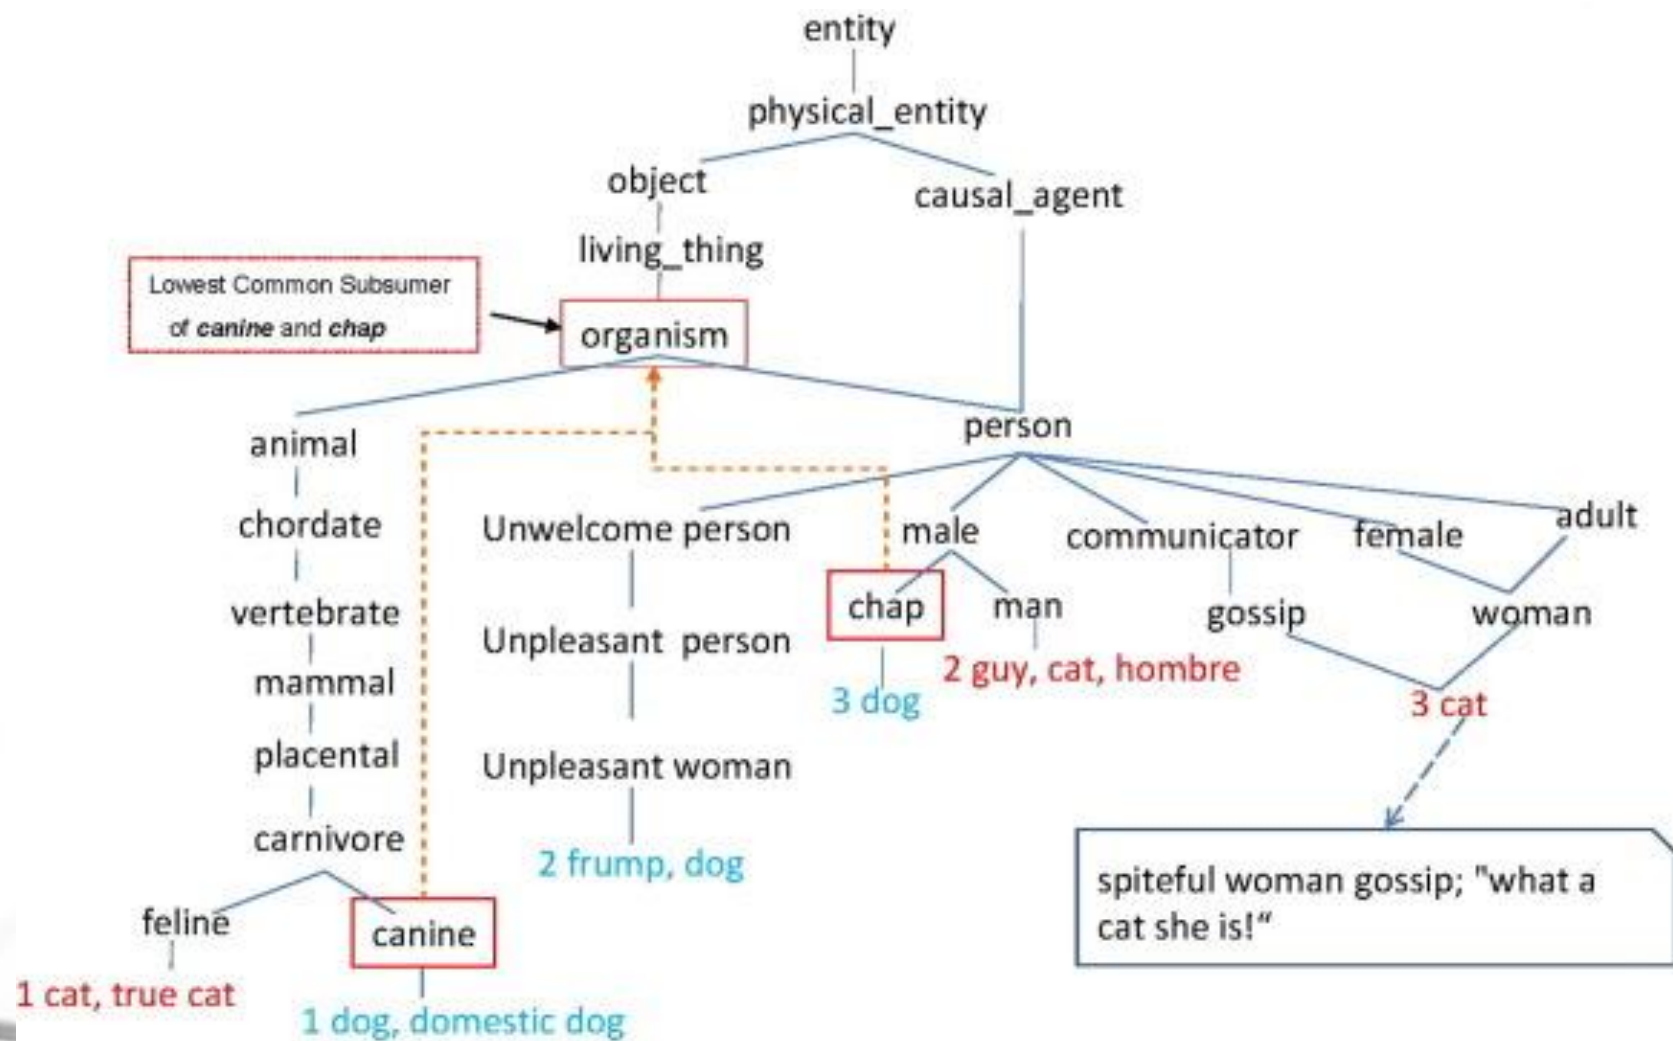 entity
physical_entity
object
causal_agent
living_thing
Lowest Common Subsumer
of canine and chap
organism
animal
person
chordate
Unwelcome person
male
communicator
female
adult
vertebrate
Unpleasant  person
chap
man
gossip
woman
mammal
2 guy, cat, hombre
3 dog
3 cat
placental
Unpleasant woman
carnivore
2 frump, dog
spiteful woman gossip; "what a
cat she is!“
feline
canine
1 cat, true cat
1 dog, domestic dog